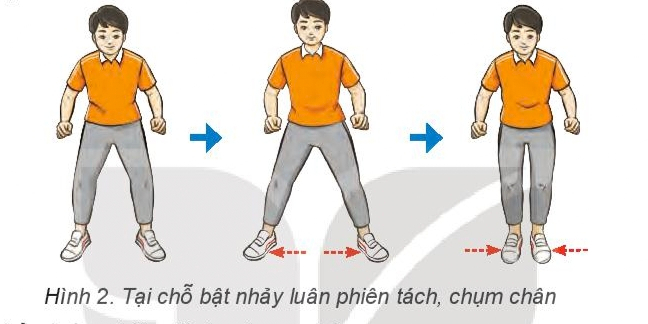 Hình 2. Tại chỗ bật nhảy luân phiên tách, chụm chân